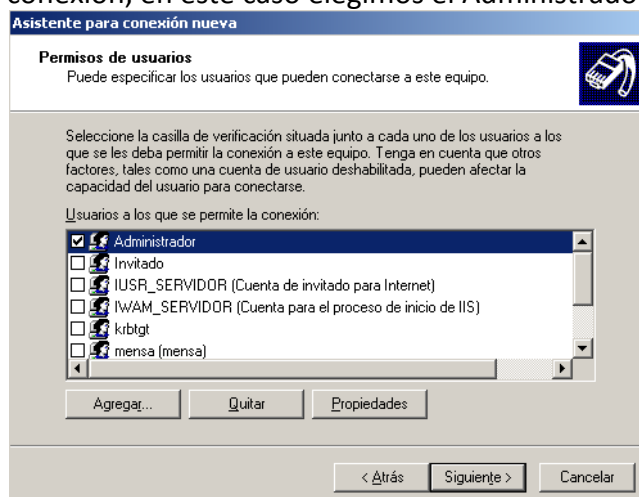 conexión, en este caso elegimos el Administrado
Asistente para conexión nueva
Permisos de usuarios
Puede especificar los usuarios que pueden conectarse a este equipo.
Seleccione la casilla de verificación situada junto a cada uno de los usuarios a los
que se les deba permitir la conexión a este equipo. Tenga en cuenta que otros
factores, tales como una cuenta de usuario deshabilitada, pueden afectar la
capacidad del usuario para conectarse.
Usuarios a los que se permite la conexión:
Administrador
Invitado
IUSR_SERVIDOR (Cuenta de invitado para Internet)
IWAM_SERVIDOR (Cuenta para el proceso de inicio de IIS)
krbtgt
mensa (mensa)
Agregar... Quitar Propiedades
< Atrás Siguiente > Cancelar